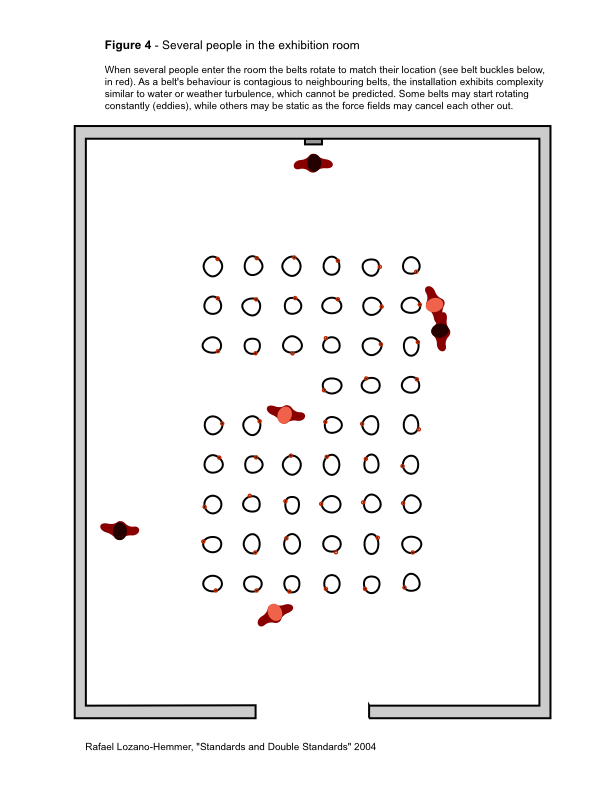 Figure 4 - Several people in the exhibition room
When several people enter the room the belts rotate to match their location (see belt buckles below,
in red). As a belt's behaviour is contagious to neighbouring belts, the installation exhibits complexity
similar to water or weather turbulence, which cannot be predicted. Some belts may start rotating
constantly (eddies), while others may be static as the force fields may cancel each other out.
Rafael Lozano-Hemmer, "Standards and Double Standards" 2004